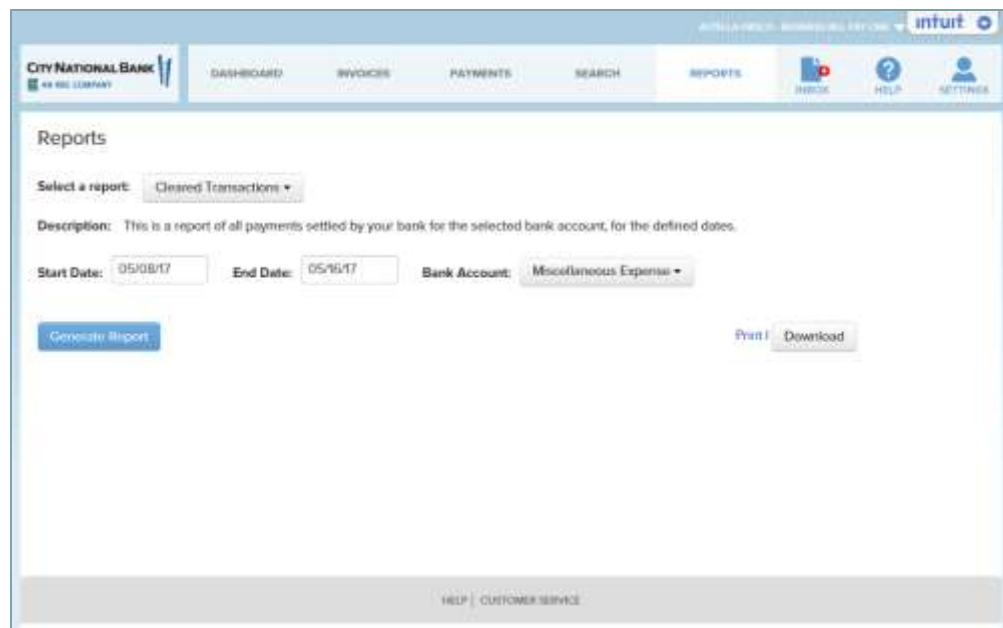 intuit
CITY NATIONAL BANK
AN RBC COMPANY
DASHBOARD INVOICES PAYMENTS SEARCH REPORTS INBOX HELP SETTINGS
Reports
Select a report: Cleared Transactions
Description: This is a report of all payments settled by your bank for the selected bank account, for the defined dates.
Start Date: 05/08/17 End Date: 05/16/17 Bank Account: Miscellaneous Expense
Generate Report Print | Download
HELP | CUSTOMER SERVICE